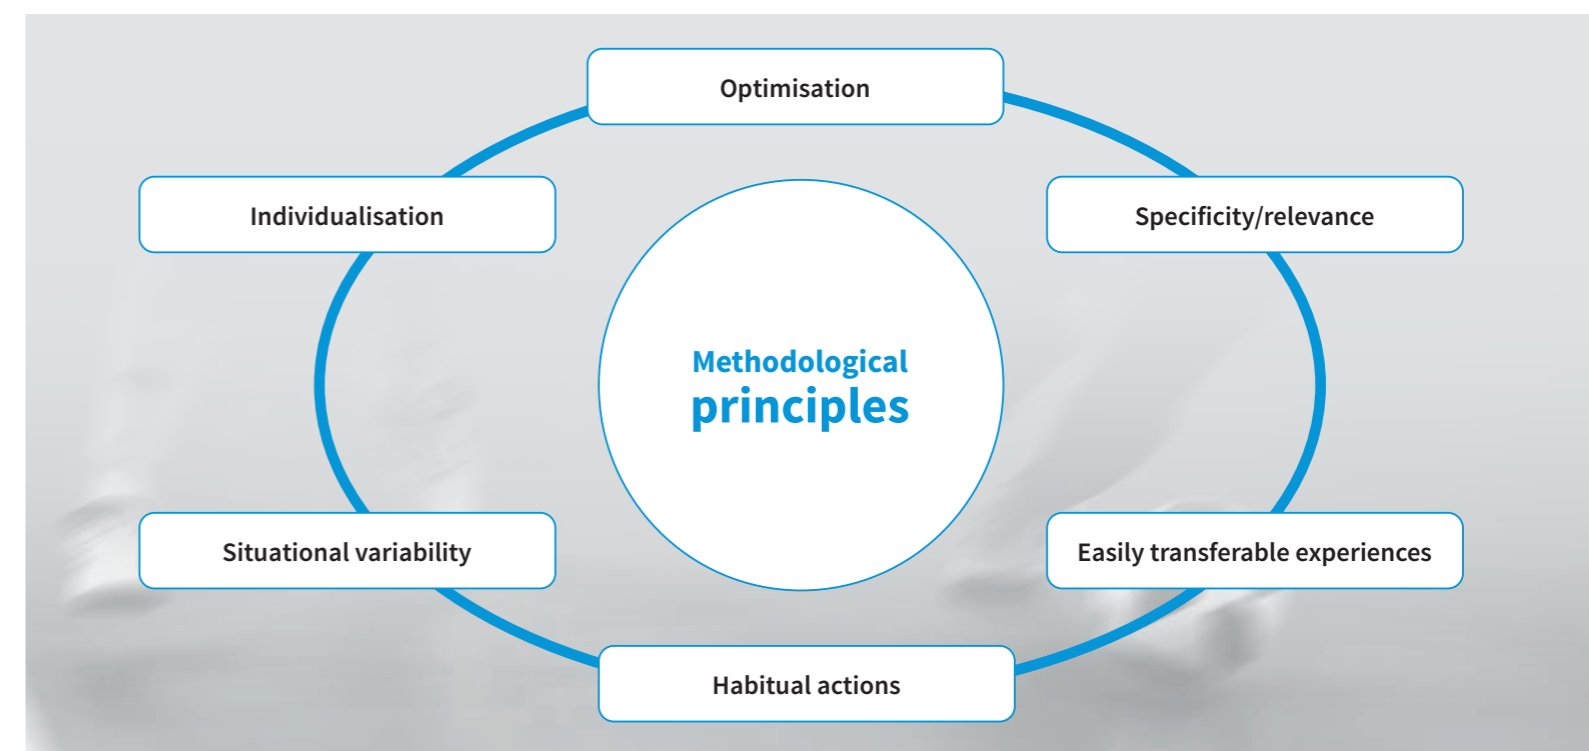 Optimisation
Individualisation
Specificity/relevance
Methodological
principles
Situational variability
Easily transferable experiences
Habitual actions